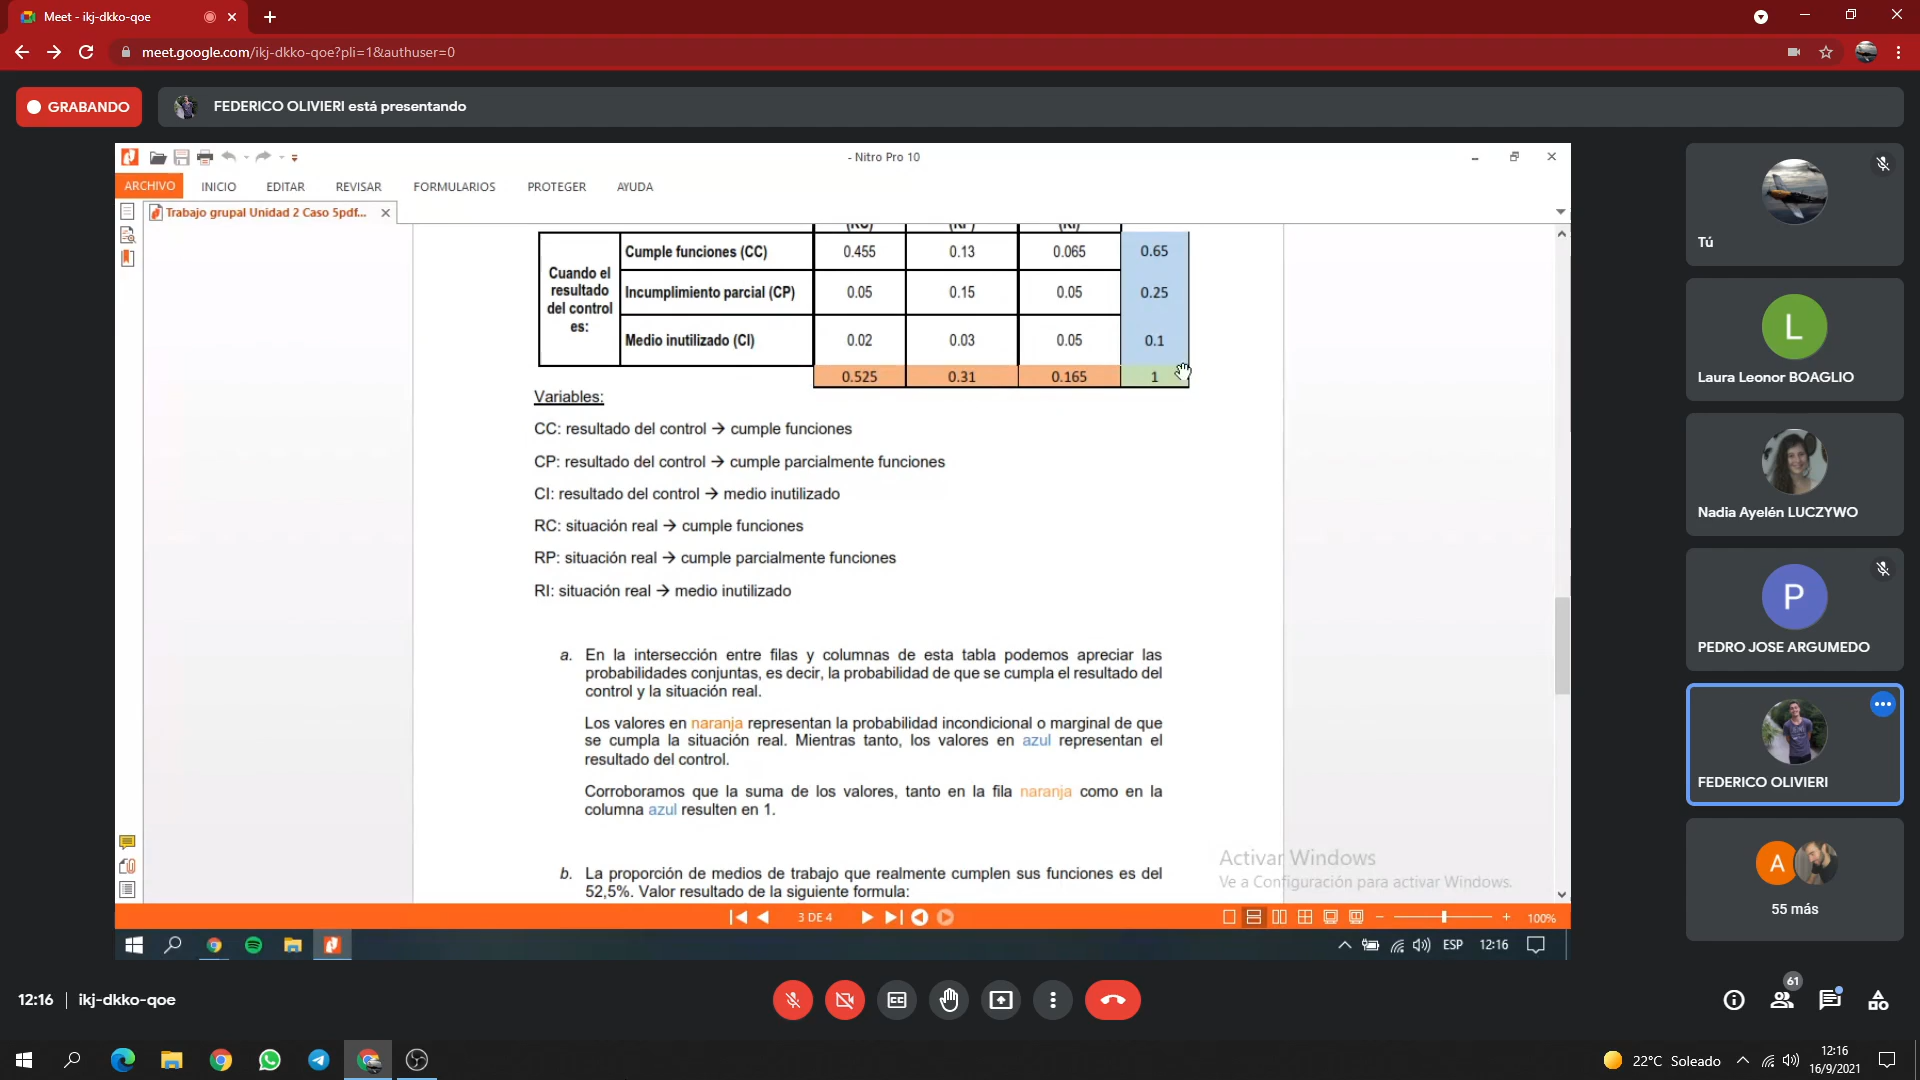 Meet - ikj-dkko-qoe
meet.google.com/ikj-dkko-qoe?pli=1&authuser=0
GRABANDO
FEDERICO OLIVIERI está presentando
- Nitro Pro 10
ARCHIVO INICIO EDITAR REVISAR FORMULARIOS PROTEGER AYUDA
Trabajo grupal Unidad 2 Caso 5pdf...
(RC) (RP) (RI)
Cuando el resultado del control es:
Cumple funciones (CC) 0.455 0.13 0.065 0.65
Incumplimiento parcial (CP) 0.05 0.15 0.05 0.25
Medio inutilizado (CI) 0.02 0.03 0.05 0.1
0.525 0.31 0.165 1
Variables:
CC: resultado del control → cumple funciones
CP: resultado del control → cumple parcialmente funciones
CI: resultado del control → medio inutilizado
RC: situación real → cumple funciones
RP: situación real → cumple parcialmente funciones
RI: situación real → medio inutilizado
a. En la intersección entre filas y columnas de esta tabla podemos apreciar las
probabilidades conjuntas, es decir, la probabilidad de que se cumpla el resultado del
control y la situación real.
Los valores en naranja representan la probabilidad incondicional o marginal de que
se cumpla la situación real. Mientras tanto, los valores en azul representan el
resultado del control.
Corroboramos que la suma de los valores, tanto en la fila naranja como en la
columna azul resulten en 1.
b. La proporción de medios de trabajo que realmente cumplen sus funciones es del
52,5%. Valor resultado de la siguiente formula:
Activar Windows
Ve a Configuración para activar Windows.
3 DE 4
100%
ESP 12:16
Tú
L
Laura Leonor BOAGLIO
Nadia Ayelén LUCZYWO
P
PEDRO JOSE ARGUMEDO
FEDERICO OLIVIERI
A
55 más
12:16 | ikj-dkko-qoe
61
22°C Soleado
12:16
16/9/2021